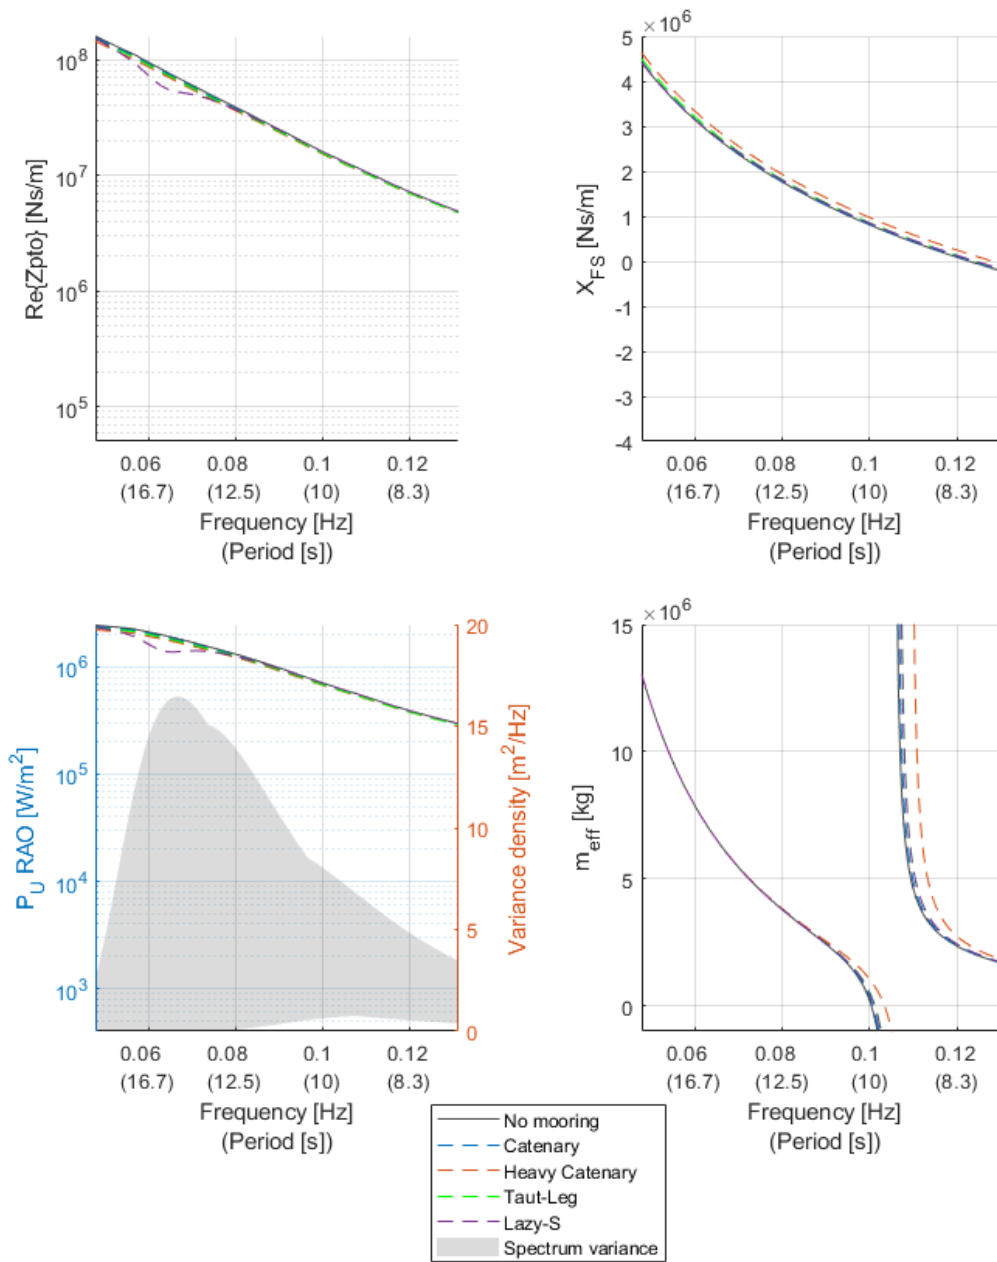 10^8
10^7
10^6
10^5
Re{Zpto} [Ns/m]
0.06 0.08 0.1 0.12
(16.7) (12.5) (10) (8.3)
Frequency [Hz]
(Period [s])
× 10^6
5
4
3
2
1
0
-1
-2
-3
-4
X_FS [Ns/m]
0.06 0.08 0.1 0.12
(16.7) (12.5) (10) (8.3)
Frequency [Hz]
(Period [s])
10^6
10^5
10^4
10^3
P_U RAO [W/m^2]
20
15
10
5
0
Variance density [m^2/Hz]
0.06 0.08 0.1 0.12
(16.7) (12.5) (10) (8.3)
Frequency [Hz]
(Period [s])
× 10^6
15
10
5
0
m_eff [kg]
0.06 0.08 0.1 0.12
(16.7) (12.5) (10) (8.3)
Frequency [Hz]
(Period [s])
No mooring
Catenary
Heavy Catenary
Taut-Leg
Lazy-S
Spectrum variance